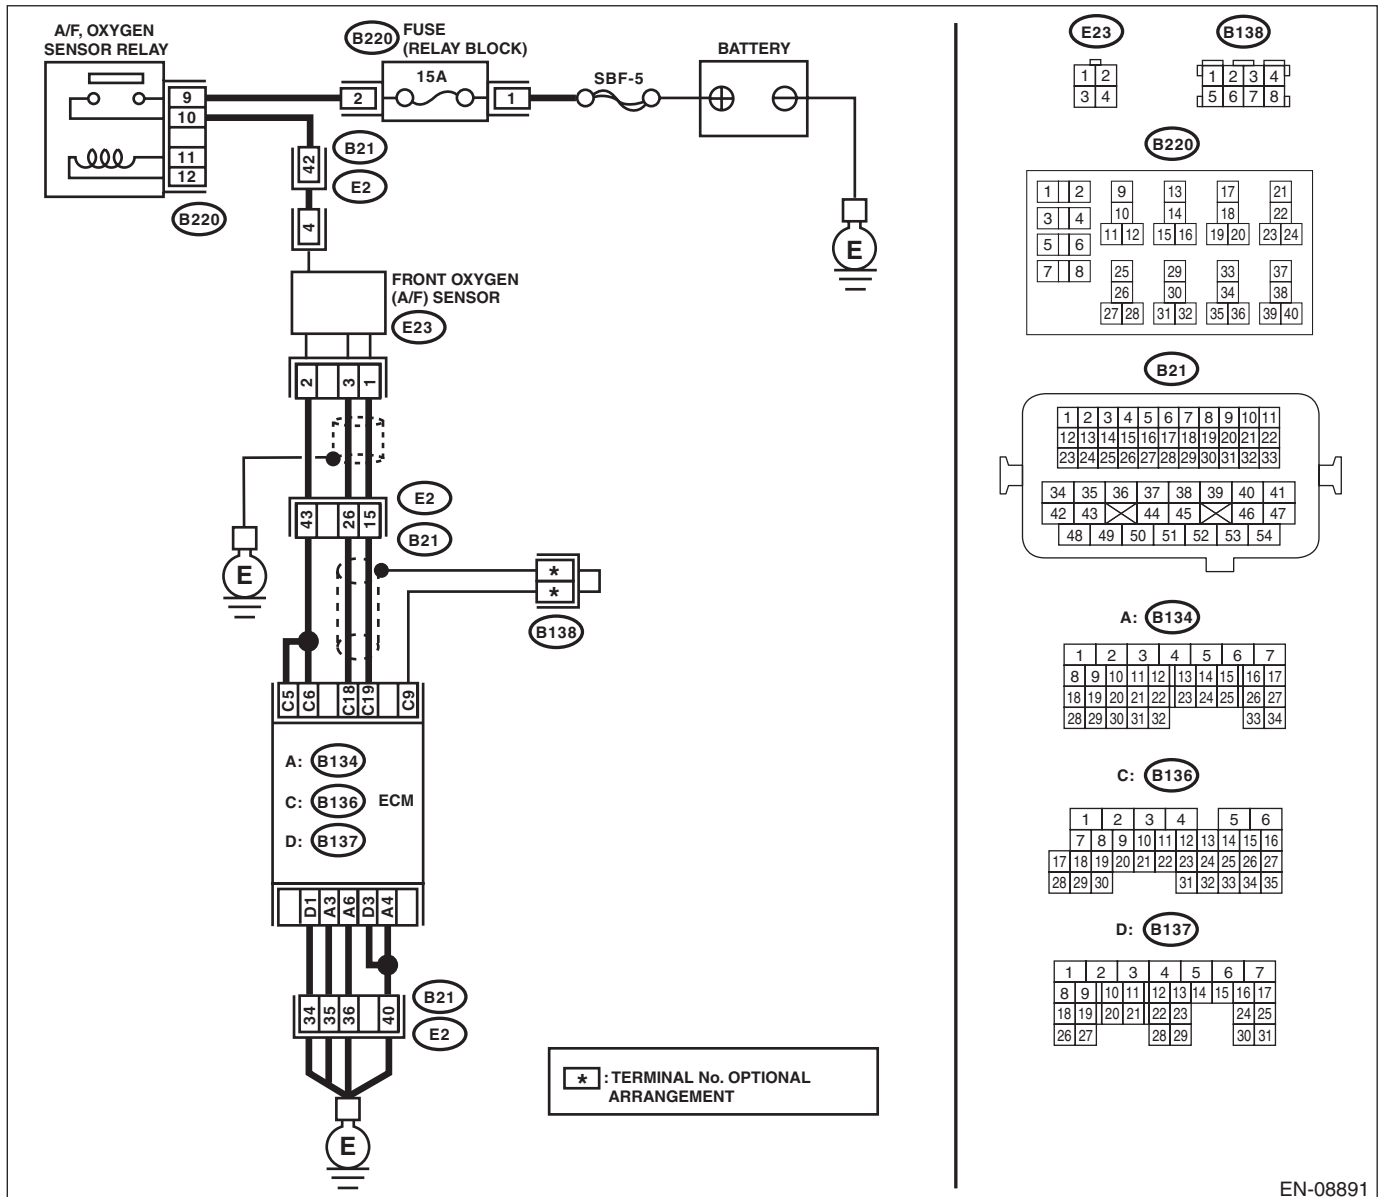 A/F, OXYGEN
SENSOR RELAY
B220
FUSE
(RELAY BLOCK)
15A
BATTERY
SBF-5
9
10
11
12
2
1
B220
42
B21
E2
4
E
FRONT OXYGEN
(A/F) SENSOR
E23
2
3
1
E2
43
26
15
B21
E
*
*
B138
C5
C6
C18
C19
C9
A: B134
C: B136
ECM
D: B137
D1
A3
A6
D3
A4
34
35
36
40
B21
E2
E
* : TERMINAL No. OPTIONAL
ARRANGEMENT
E23
1 2
3 4
B138
1 2 3 4
5 6 7 8
B220
1 2 9 13 17 21
3 4 10 14 18 22
11 12 15 16 19 20 23 24
5 6
7 8 25 29 33 37
26 30 34 38
27 28 31 32 35 36 39 40
B21
1 2 3 4 5 6 7 8 9 10 11
12 13 14 15 16 17 18 19 20 21 22
23 24 25 26 27 28 29 30 31 32 33
34 35 36 37 38 39 40 41
42 43 44 45 46 47
48 49 50 51 52 53 54
A: B134
1 2 3 4 5 6 7
8 9 10 11 12 13 14 15 16 17
18 19 20 21 22 23 24 25 26 27
28 29 30 31 32 33 34
C: B136
1 2 3 4 5 6
7 8 9 10 11 12 13 14 15 16
17 18 19 20 21 22 23 24 25 26 27
28 29 30 31 32 33 34 35
D: B137
1 2 3 4 5 6 7
8 9 10 11 12 13 14 15 16 17
18 19 20 21 22 23 24 25
26 27 28 29 30 31
EN-08891